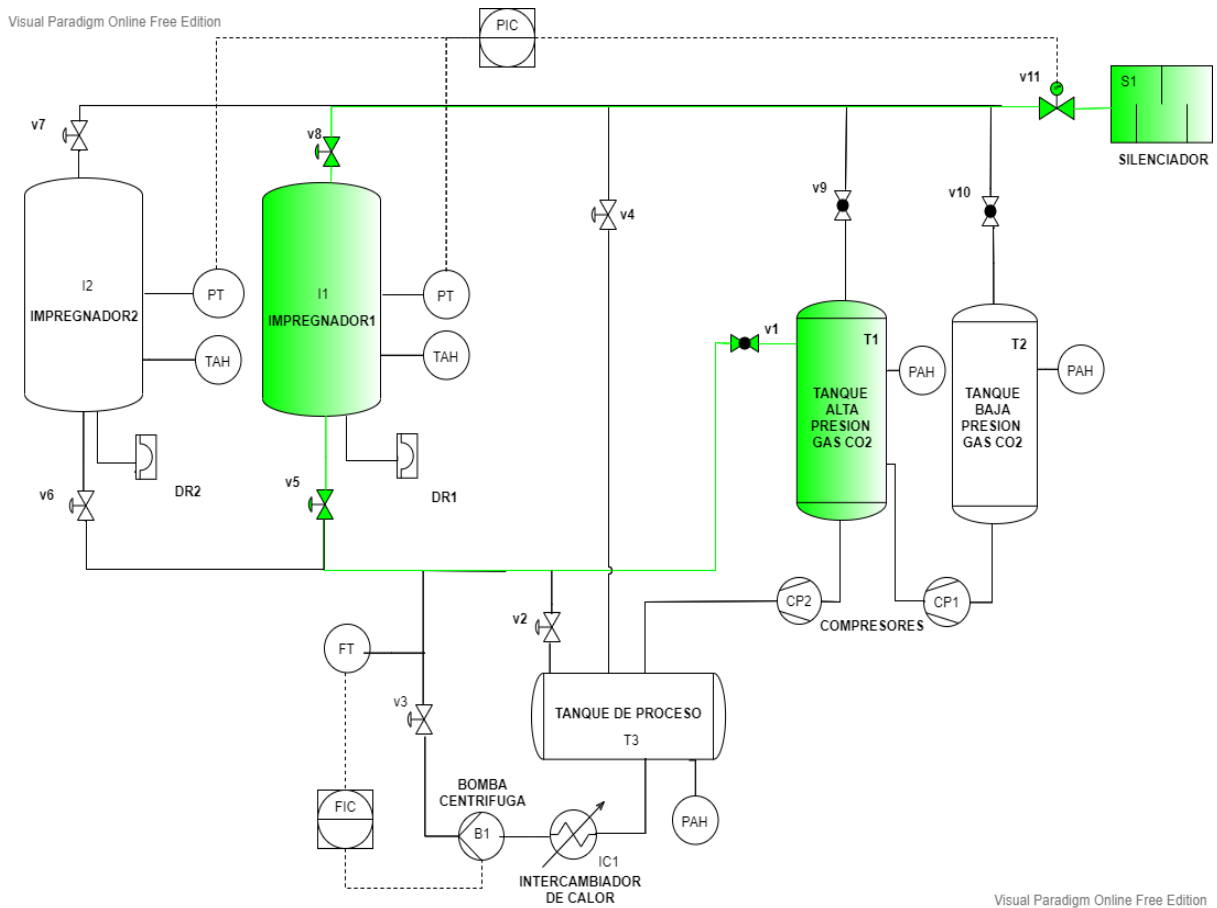 Visual Paradigm Online Free Edition
PIC
v11
S1
SILENCIADOR
v7
v8
v9
v10
v4
I2
IMPREGNADOR2
PT
TAH
I1
IMPREGNADOR1
PT
TAH
v1
T1
TANQUE
ALTA
PRESION
GAS CO2
PAH
T2
TANQUE
BAJA
PRESION
GAS CO2
PAH
v6
DR2
v5
DR1
CP2
CP1
COMPRESORES
v2
FT
v3
TANQUE DE PROCESO
T3
PAH
FIC
BOMBA
CENTRIFUGA
B1
IC1
INTERCAMBIADOR
DE CALOR
Visual Paradigm Online Free Edition